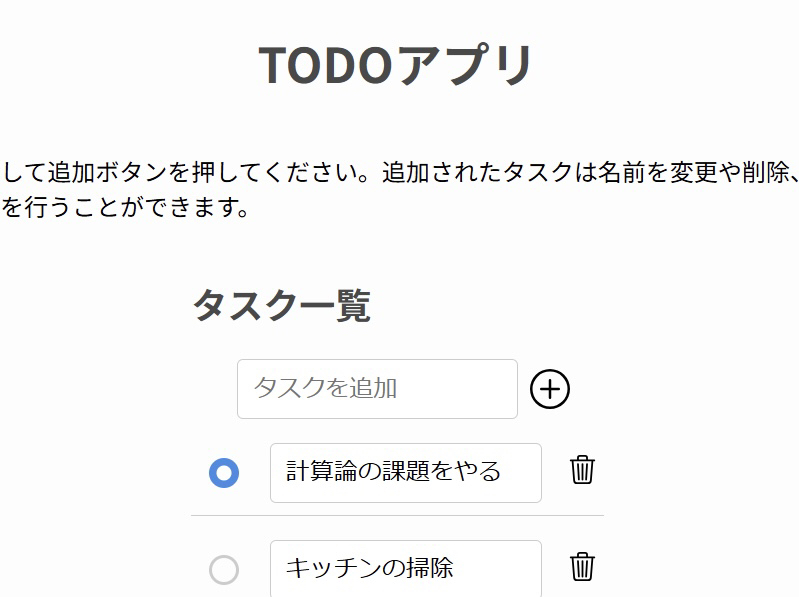 TODOアプリ
して追加ボタンを押してください。追加されたタスクは名前を変更や削除、
を行うことができます。
タスク一覧
タスクを追加
計算論の課題をやる
キッチンの掃除